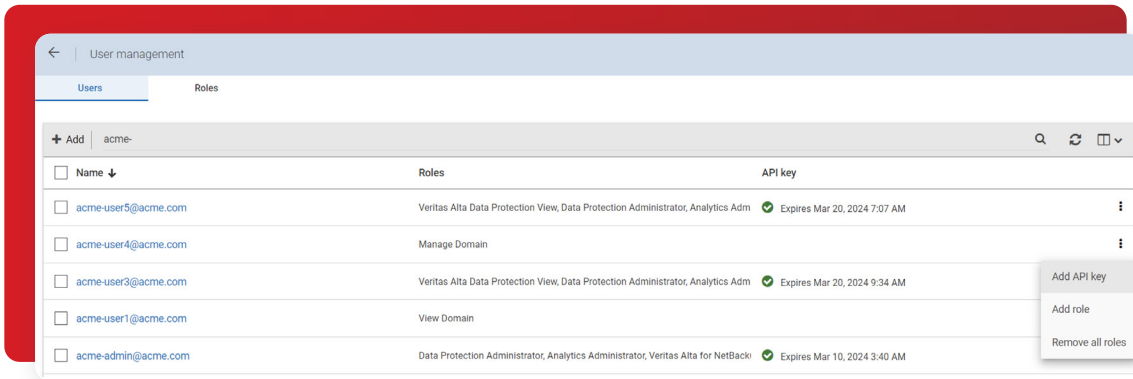 User management
Users Roles
Add acme-
Name Roles API key
acme-user5@acme.com Veritas Alta Data Protection View, Data Protection Administrator, Analytics Adm Expires Mar 20, 2024 7:07 AM
acme-user4@acme.com Manage Domain
Add API key
acme-user3@acme.com Veritas Alta Data Protection View, Data Protection Administrator, Analytics Adm Expires Mar 20, 2024 9:34 AM
Add role
acme-user1@acme.com View Domain
Remove all roles
acme-admin@acme.com Data Protection Administrator, Analytics Administrator, Veritas Alta for NetBack Expires Mar 10, 2024 3:40 AM